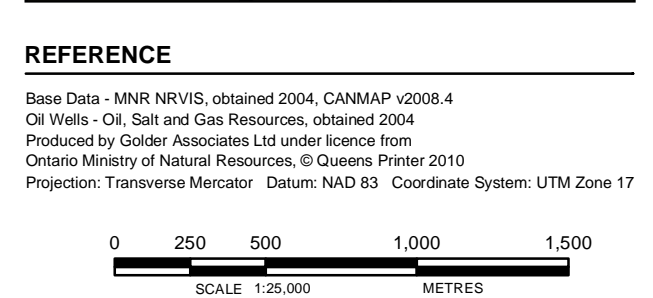 REFERENCE
Base Data - MNR NRVIS, obtained 2004, CANMAP v2008.4
Oil Wells - Oil, Salt and Gas Resources, obtained 2004
Produced by Golder Associates Ltd under licence from
Ontario Ministry of Natural Resources, © Queens Printer 2010
Projection: Transverse Mercator Datum: NAD 83 Coordinate System: UTM Zone 17
0 250 500 1,000 1,500
SCALE 1:25,000 METRES